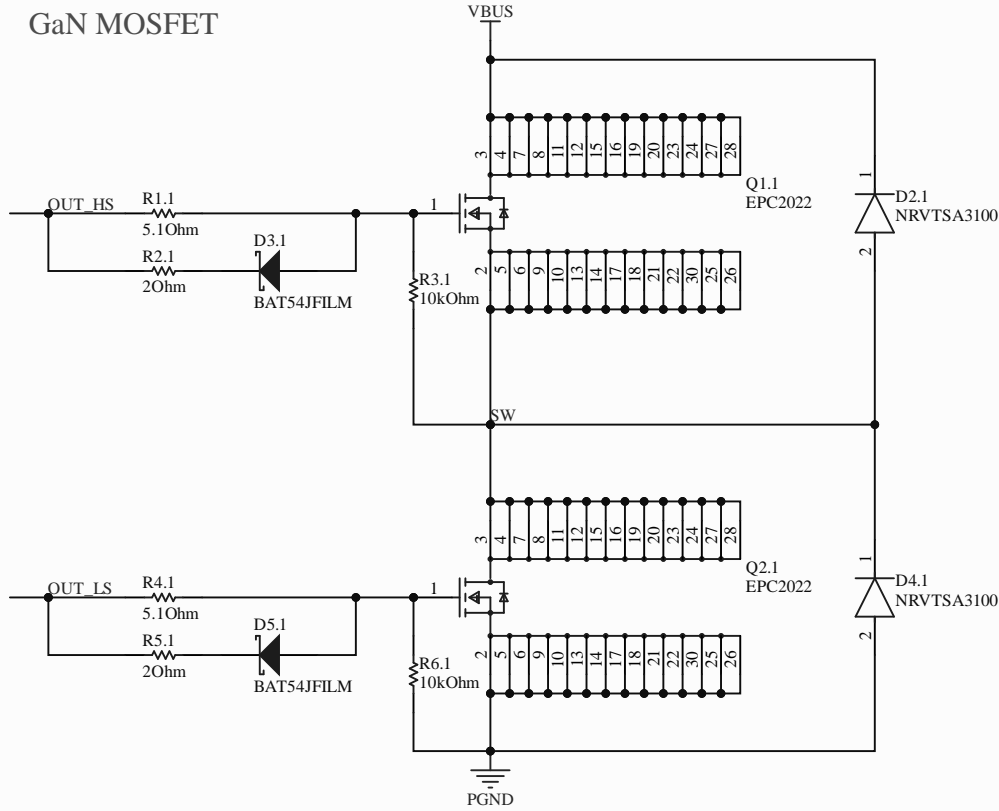 GaN MOSFET
VBUS
3 4 7 8 11 12 15 16 19 20 23 24 27 28
Q1.1
EPC2022
1
D2.1
NRVTSA3100
2
OUT_HS
R1.1
5.1Ohm
1
R2.1
2Ohm
D3.1
BAT54JFILM
R3.1
10kOhm
2 5 6 9 10 13 14 17 18 21 22 30 25 26
SW
3 4 7 8 11 12 15 16 19 20 23 24 27 28
Q2.1
EPC2022
1
D4.1
NRVTSA3100
2
OUT_LS
R4.1
5.1Ohm
1
R5.1
2Ohm
D5.1
BAT54JFILM
R6.1
10kOhm
2 5 6 9 10 13 14 17 18 21 22 30 25 26
PGND